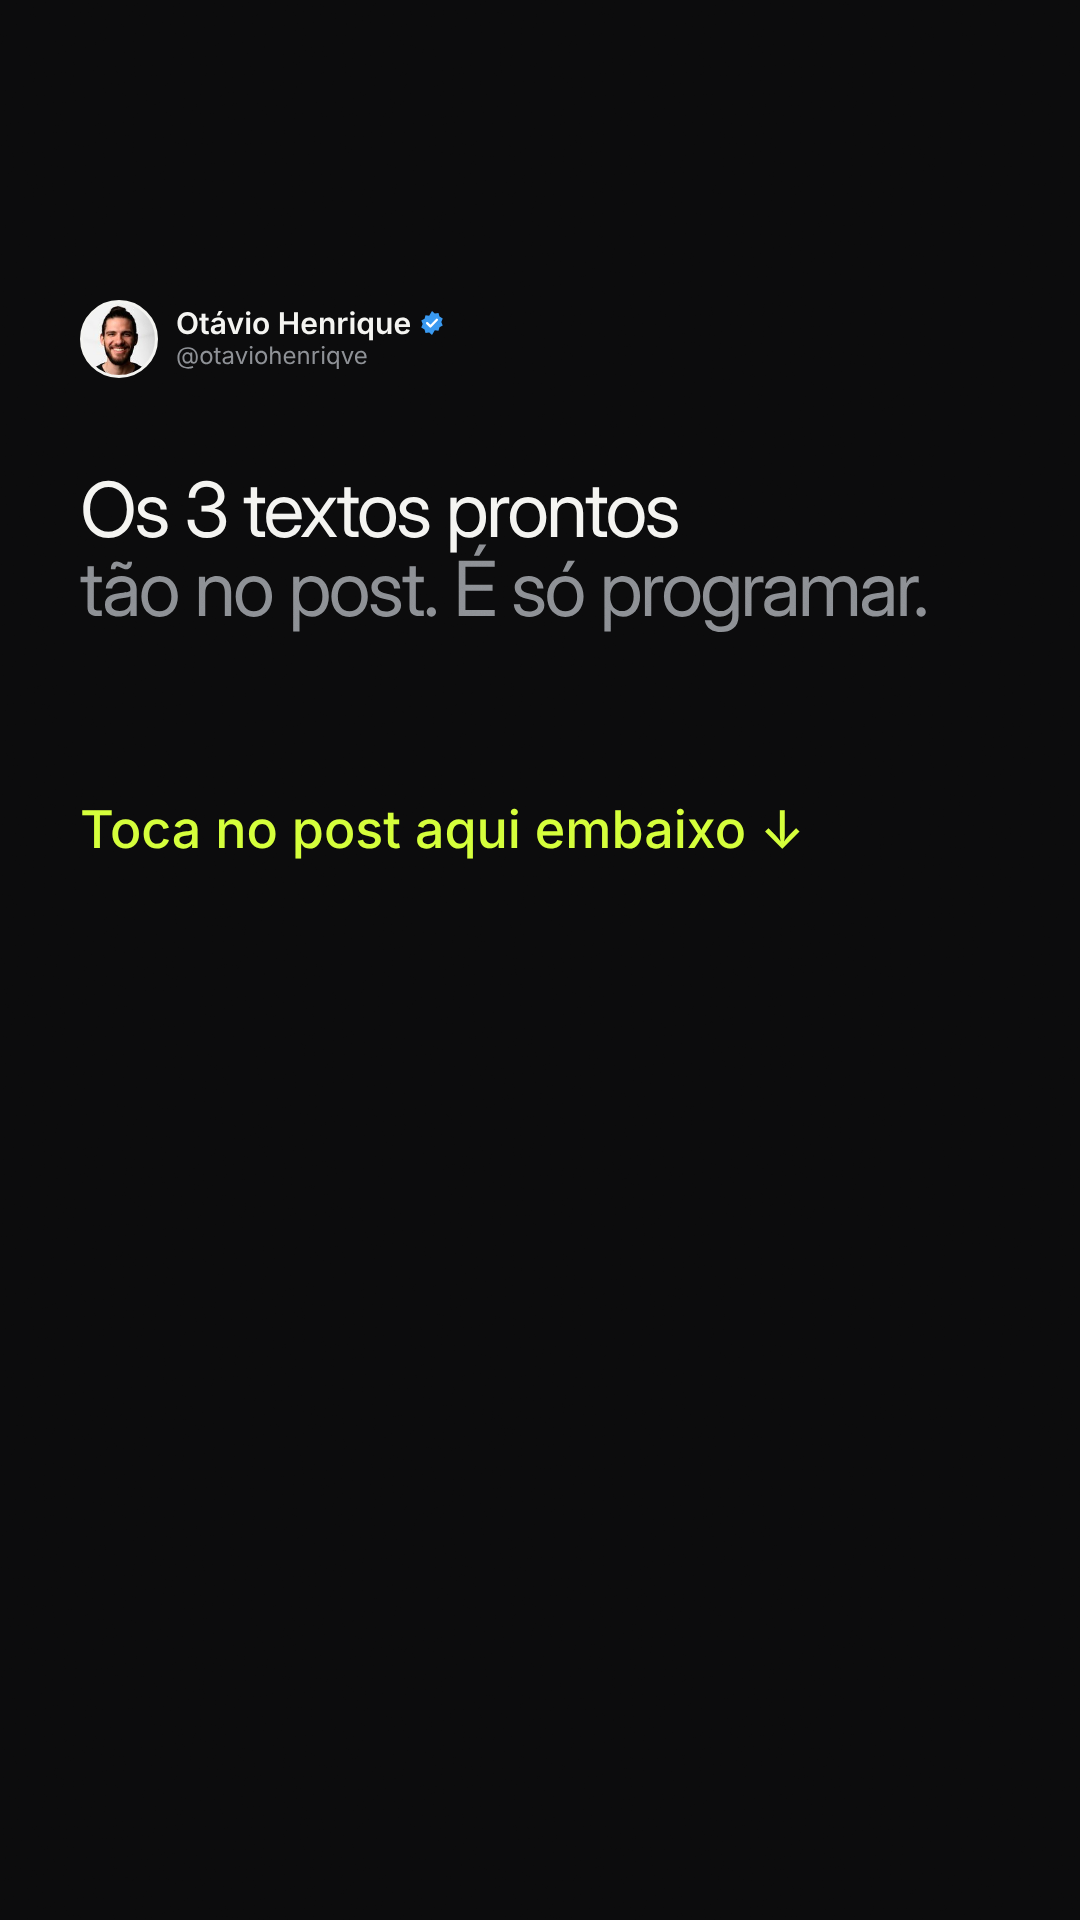 Otávio Henrique
@otaviohenriqve
Os 3 textos prontos
tão no post. É só programar.
Toca no post aqui embaixo ↓